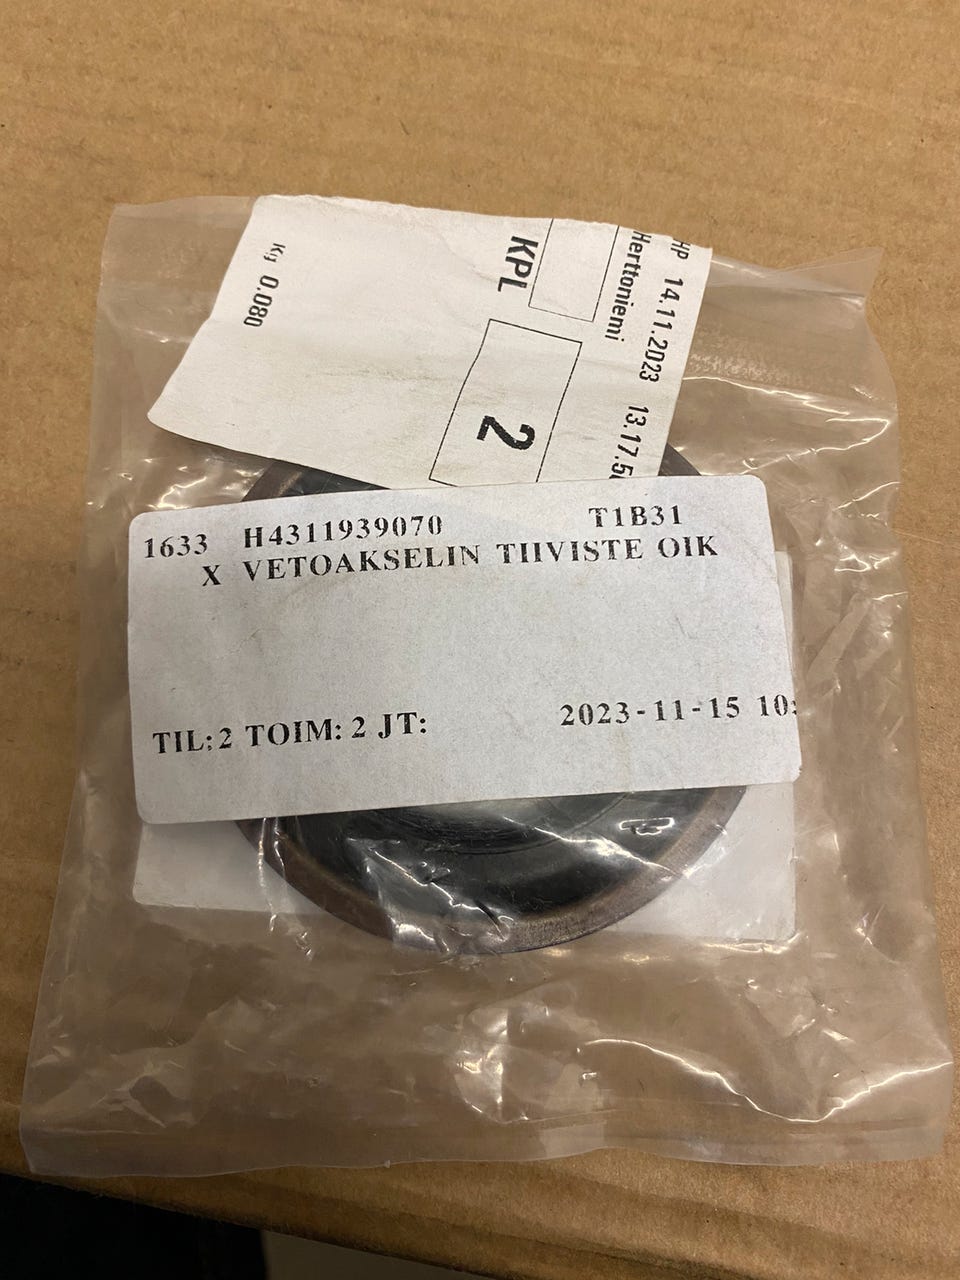 HP 14.11.2023 13.17.5
Herttoniemi
KPL
2
Kg 0.080
1633 H4311939070 T1B31
X VETOAKSELIN TIIVISTE OIK
TIL:2 TOIM:2 JT: 2023-11-15 10: